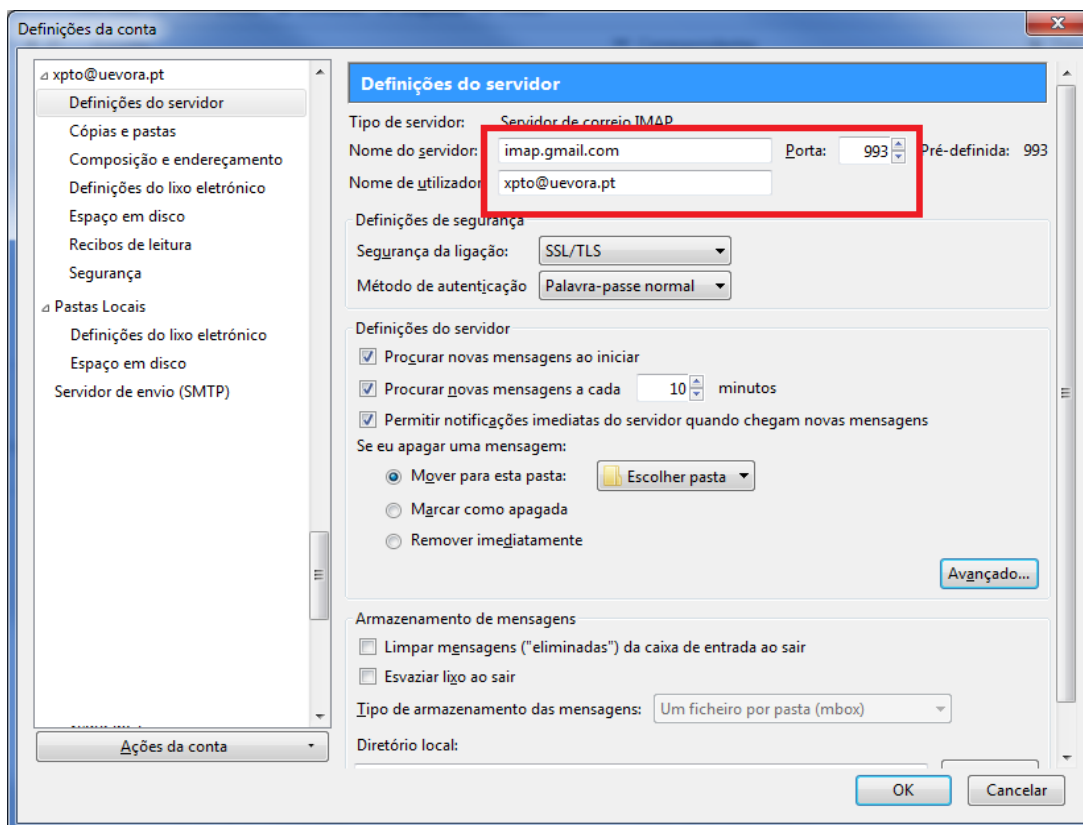 Definições da conta
xpto@uevora.pt
Definições do servidor
Cópias e pastas
Composição e endereçamento
Definições do lixo eletrónico
Espaço em disco
Recibos de leitura
Segurança
Pastas Locais
Definições do lixo eletrónico
Espaço em disco
Servidor de envio (SMTP)
Ações da conta
Definições do servidor
Tipo de servidor: Servidor de correio IMAP
Nome do servidor: imap.gmail.com Porta: 993 Pré-definida: 993
Nome de utilizador xpto@uevora.pt
Definições de segurança
Segurança da ligação: SSL/TLS
Método de autenticação Palavra-passe normal
Definições do servidor
Procurar novas mensagens ao iniciar
Procurar novas mensagens a cada 10 minutos
Permitir notificações imediatas do servidor quando chegam novas mensagens
Se eu apagar uma mensagem:
Mover para esta pasta: Escolher pasta
Marcar como apagada
Remover imediatamente
Avançado...
Armazenamento de mensagens
Limpar mensagens ("eliminadas") da caixa de entrada ao sair
Esvaziar lixo ao sair
Tipo de armazenamento das mensagens: Um ficheiro por pasta (mbox)
Diretório local:
OK Cancelar